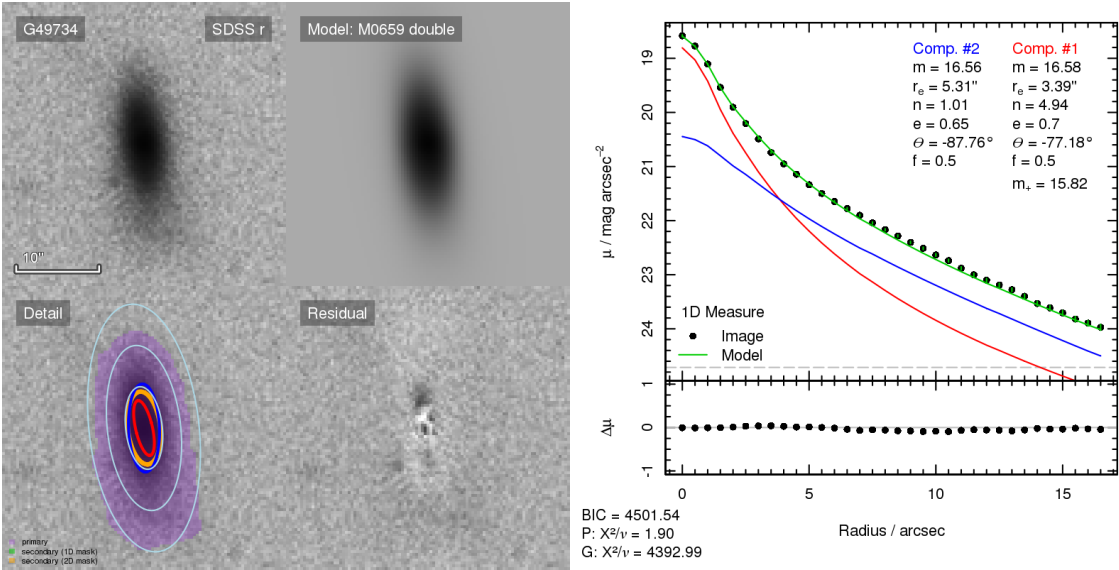 G49734
SDSS r
Model: M0659 double
10"
Detail
Residual
primary
secondary (1D mask)
secondary (2D mask)
Comp. #2
m = 16.56
rₑ = 5.31"
n = 1.01
e = 0.65
Θ = -87.76°
f = 0.5
Comp. #1
m = 16.58
rₑ = 3.39"
n = 4.94
e = 0.7
Θ = -77.18°
f = 0.5
m₊ = 15.82
μ / mag arcsec⁻²
19
20
21
22
23
24
1D Measure
Image
Model
Δμ
1
0
-1
0
5
10
15
Radius / arcsec
BIC = 4501.54
P: X²/ν = 1.90
G: X²/ν = 4392.99